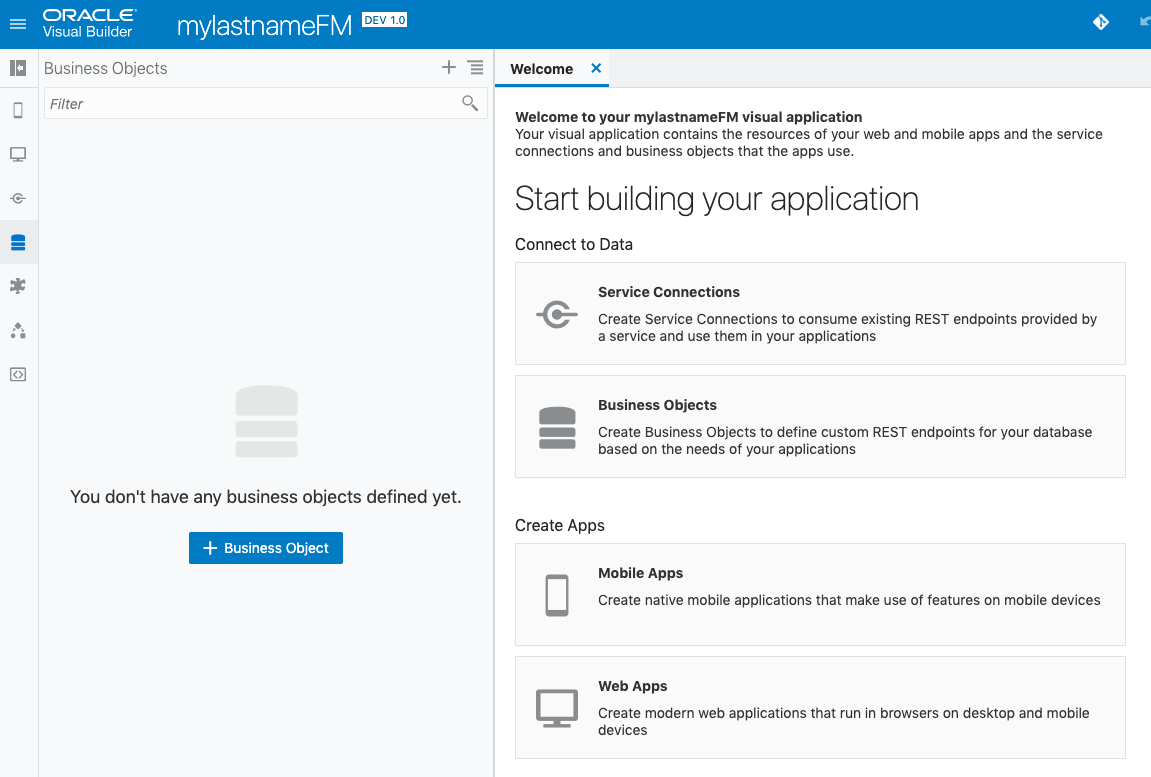 ORACLE
Visual Builder
mylastnameFM DEV 1.0
Business Objects
Filter
You don't have any business objects defined yet.
Business Object
Welcome
Welcome to your mylastnameFM visual application
Your visual application contains the resources of your web and mobile apps and the service
connections and business objects that the apps use.
Start building your application
Connect to Data
Service Connections
Create Service Connections to consume existing REST endpoints provided by
a service and use them in your applications
Business Objects
Create Business Objects to define custom REST endpoints for your database
based on the needs of your applications
Create Apps
Mobile Apps
Create native mobile applications that make use of features on mobile devices
Web Apps
Create modern web applications that run in browsers on desktop and mobile
devices